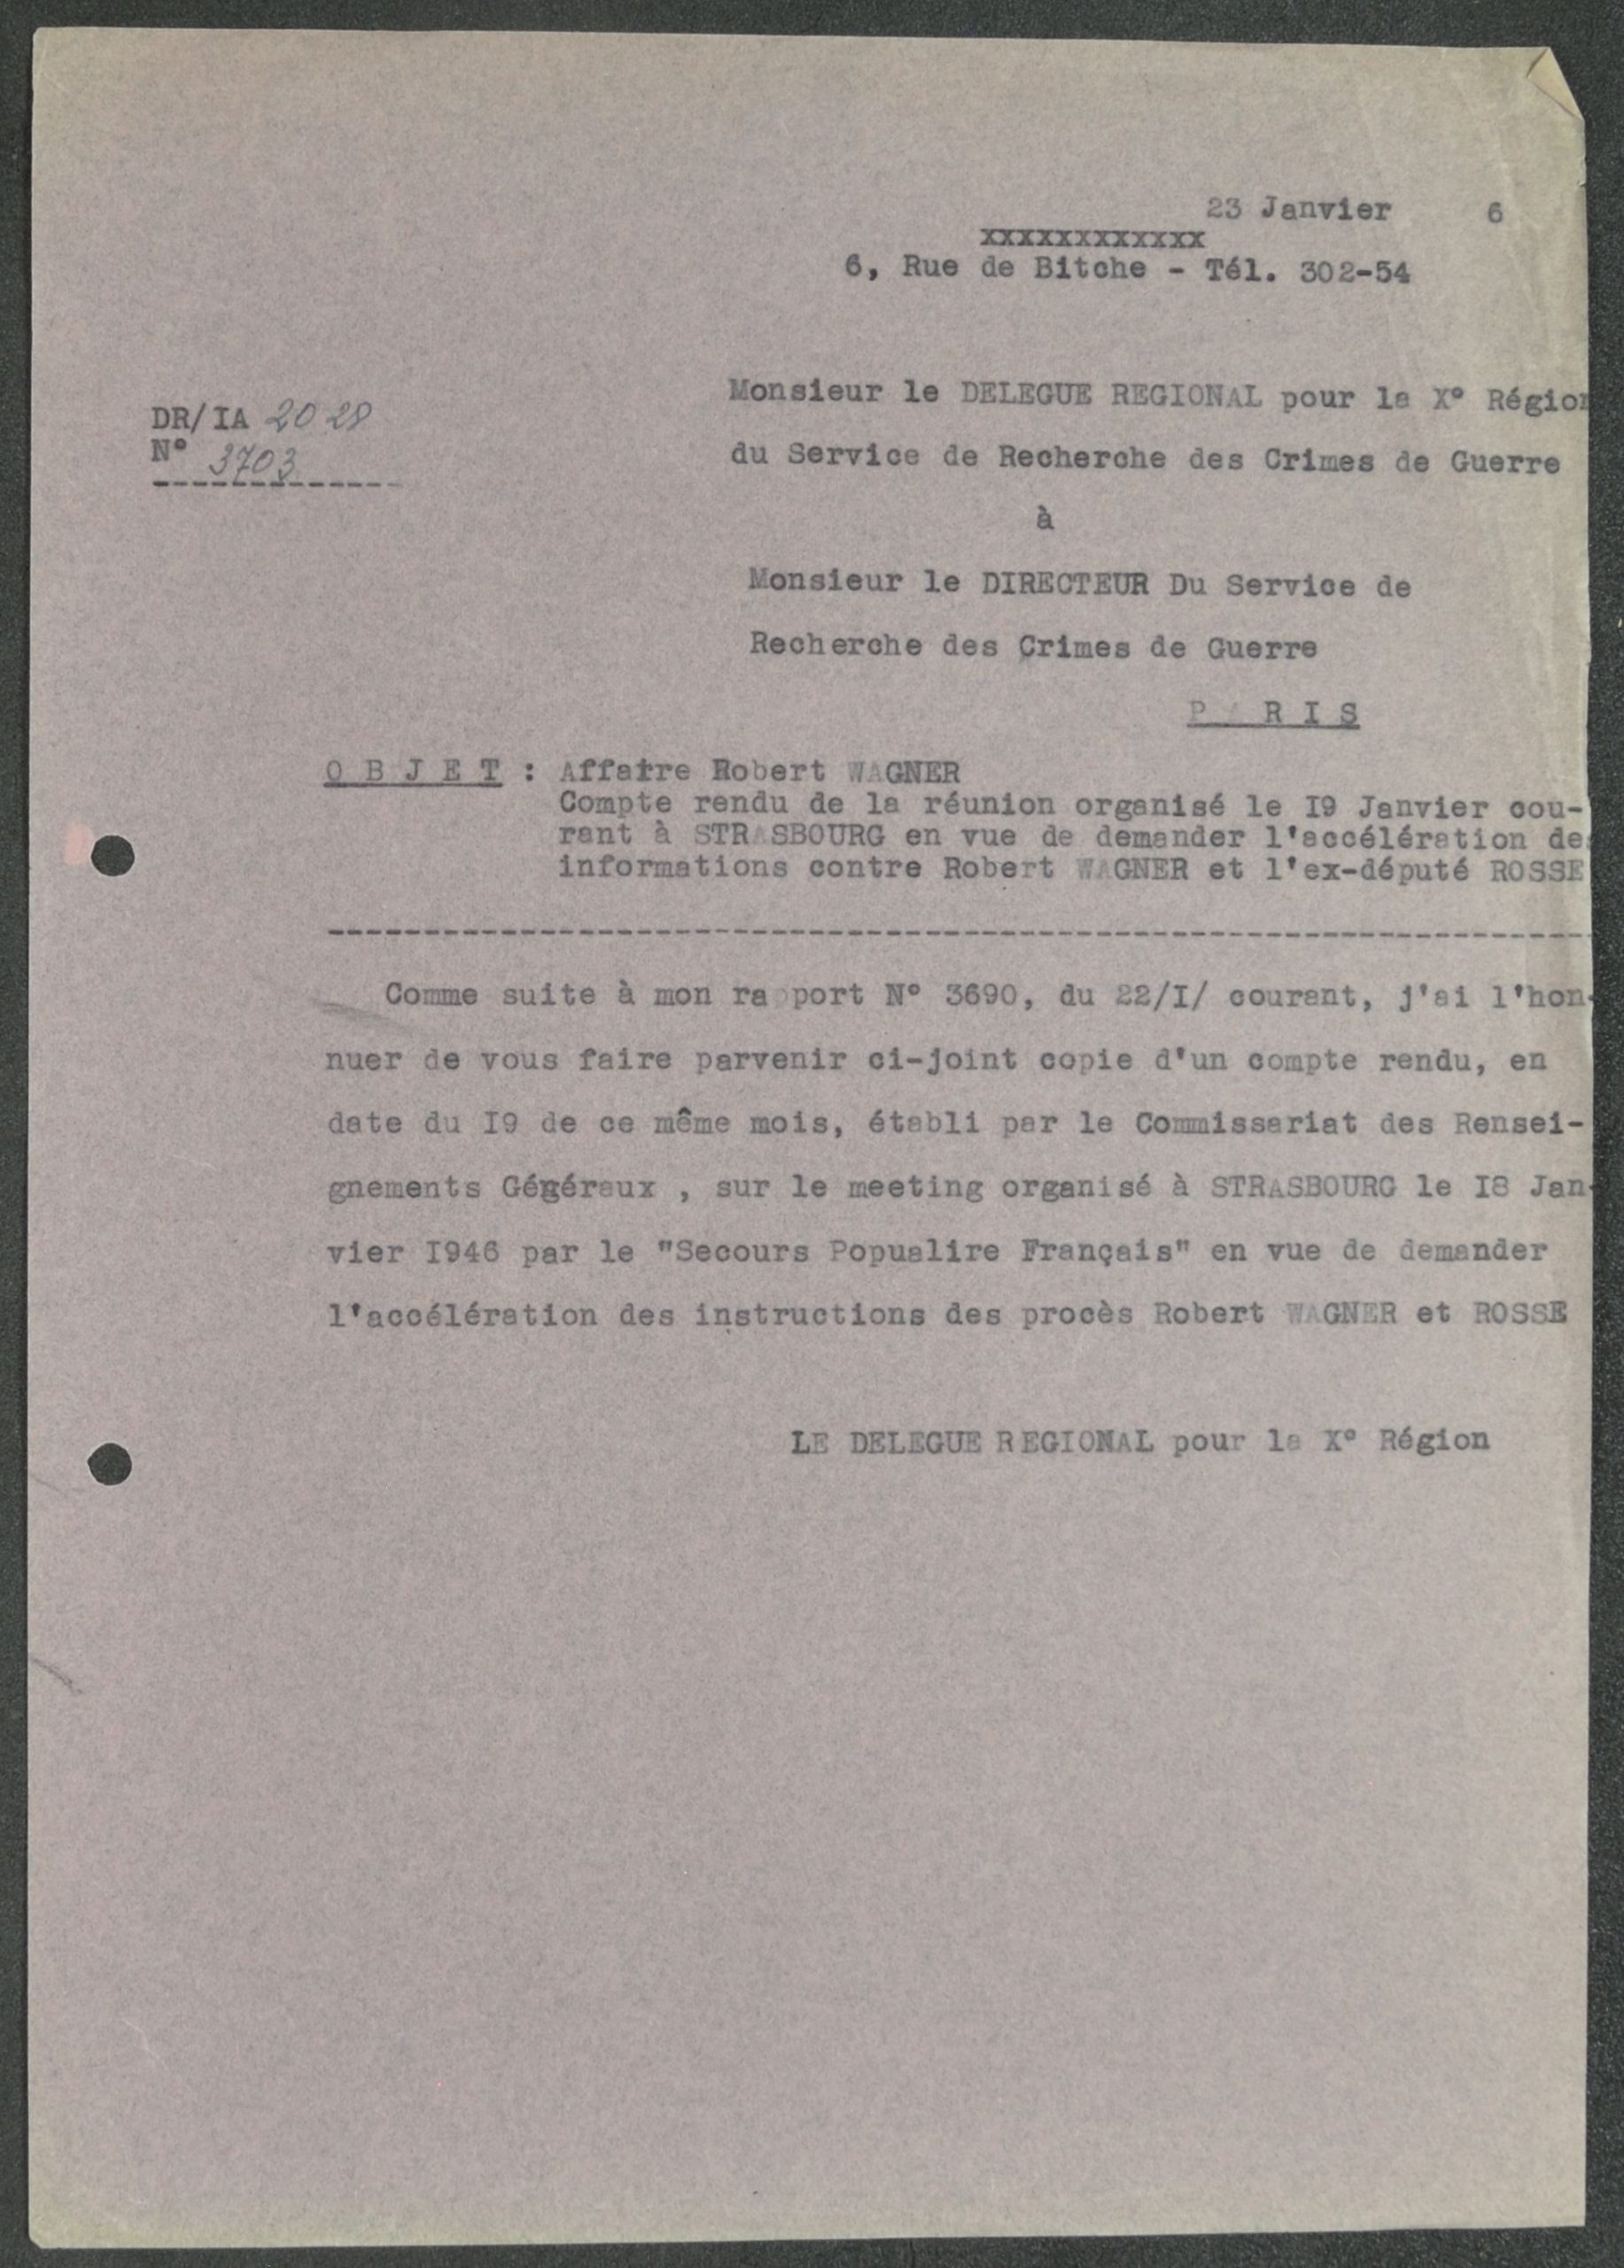 23 Janvier 6
xxxxxxxxxxxx
6, Rue de Bitche - Tél. 302-54
Monsieur le DELEGUE REGIONAL pour la X° Région
DR/IA 2028
du Service de Recherche des Crimes de Guerre
N° 3703
à
Monsieur le DIRECTEUR Du Service de
Recherche des Crimes de Guerre
P A R I S
O B J E T : Affaire Robert WAGNER
Compte rendu de la réunion organisé le I9 Janvier cou-
rant à STRASBOURG en vue de demander l'accélération des
informations contre Robert WAGNER et l'ex-député ROSSE
Comme suite à mon rapport N° 3690, du 22/I/ courant, j'ai l'hon-
nuer de vous faire parvenir ci-joint copie d'un compte rendu, en
date du I9 de ce même mois, établi par le Commissariat des Rensei-
gnements Gégéraux , sur le meeting organisé à STRASBOURG le I8 Jan-
vier I946 par le "Secours Popualire Français" en vue de demander
l'accélération des instructions des procès Robert WAGNER et ROSSE
LE DELEGUE REGIONAL pour la X° Région